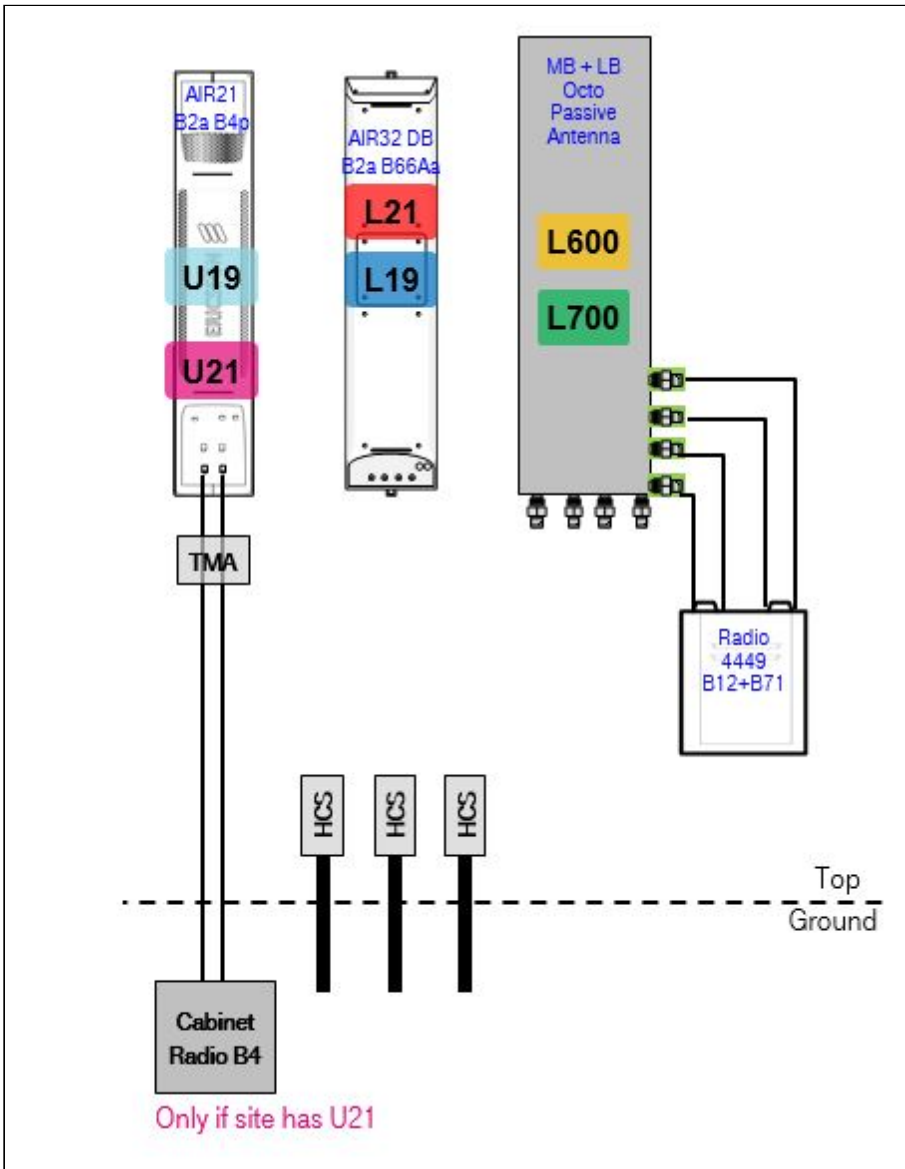 AIR21
B2a B4p
U19
ERICSSON
U21
TMA
AIR32 DB
B2a B66Aa
L21
L19
MB + LB
Octo
Passive
Antenna
L600
L700
Radio
4449
B12+B71
HCS
HCS
HCS
Top
Ground
Cabinet
Radio B4
Only if site has U21